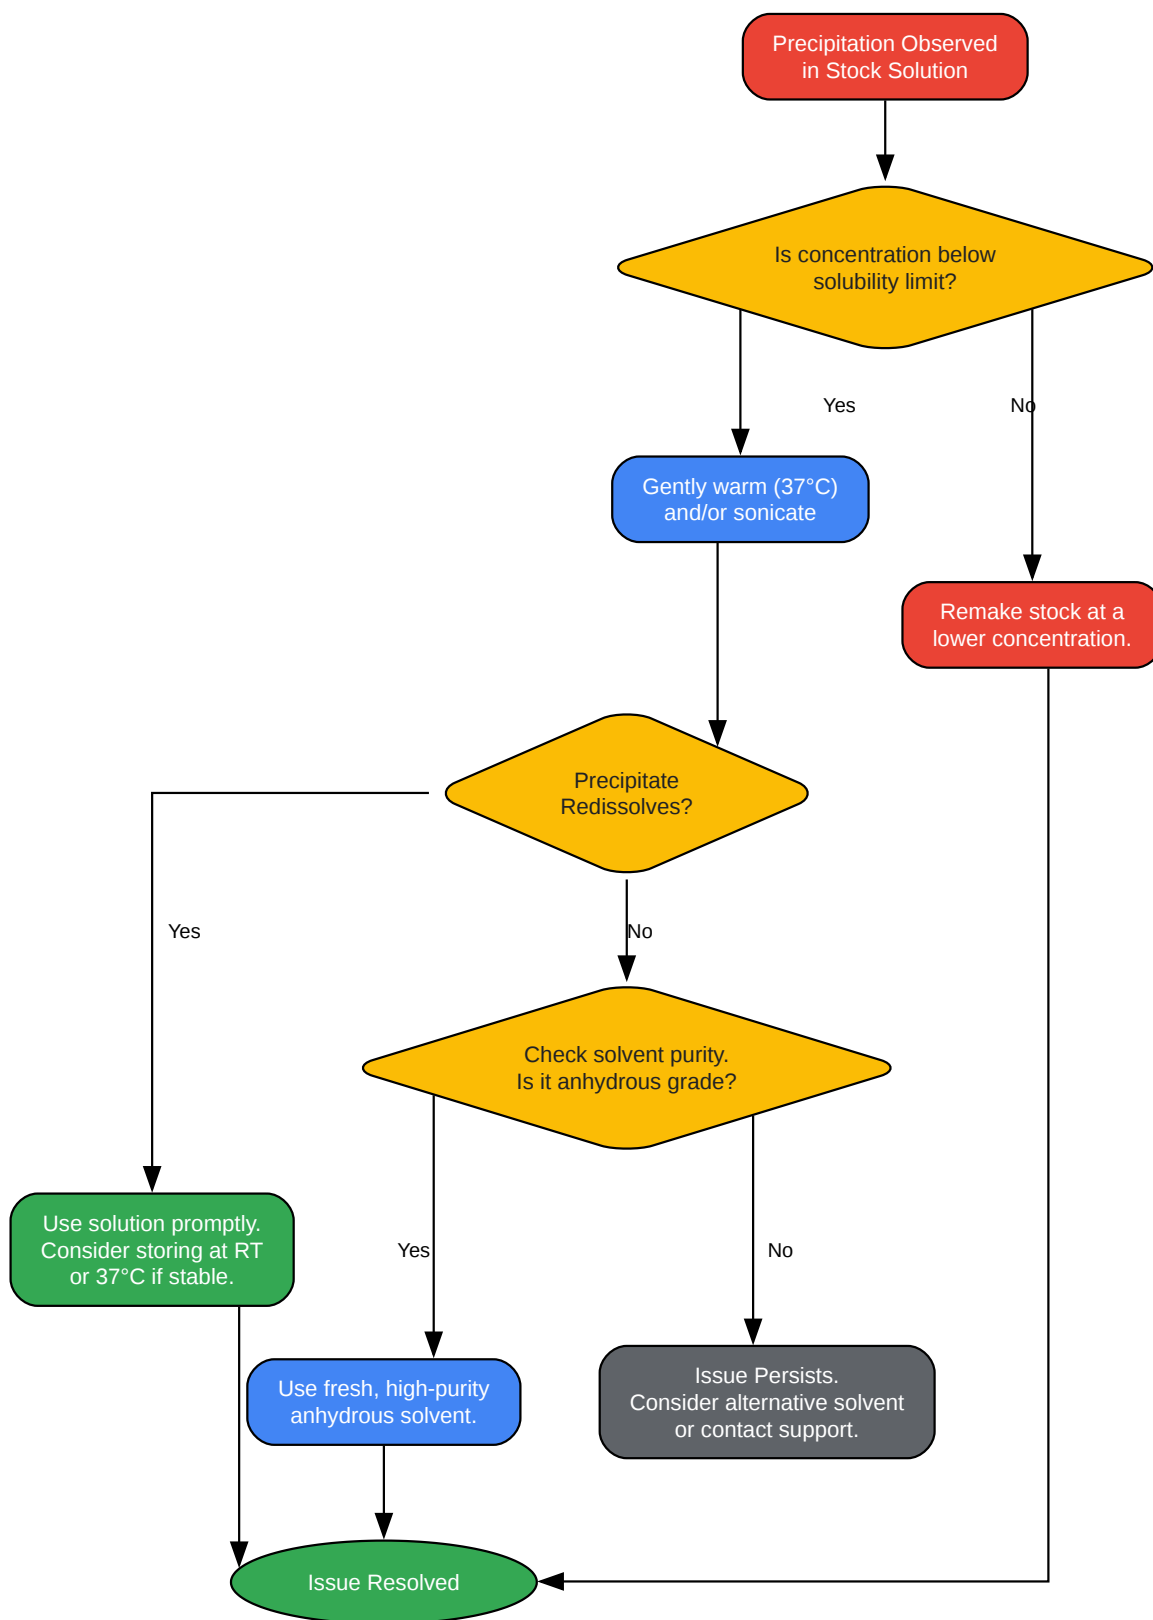 Precipitation Observed
in Stock Solution
Is concentration below
solubility limit?
Yes
No
Gently warm (37°C)
and/or sonicate
Remake stock at a
lower concentration.
Precipitate
Redissolves?
Yes
No
Check solvent purity.
Is it anhydrous grade?
Use solution promptly.
Consider storing at RT
or 37°C if stable.
Yes
No
Use fresh, high-purity
anhydrous solvent.
Issue Persists.
Consider alternative solvent
or contact support.
Issue Resolved